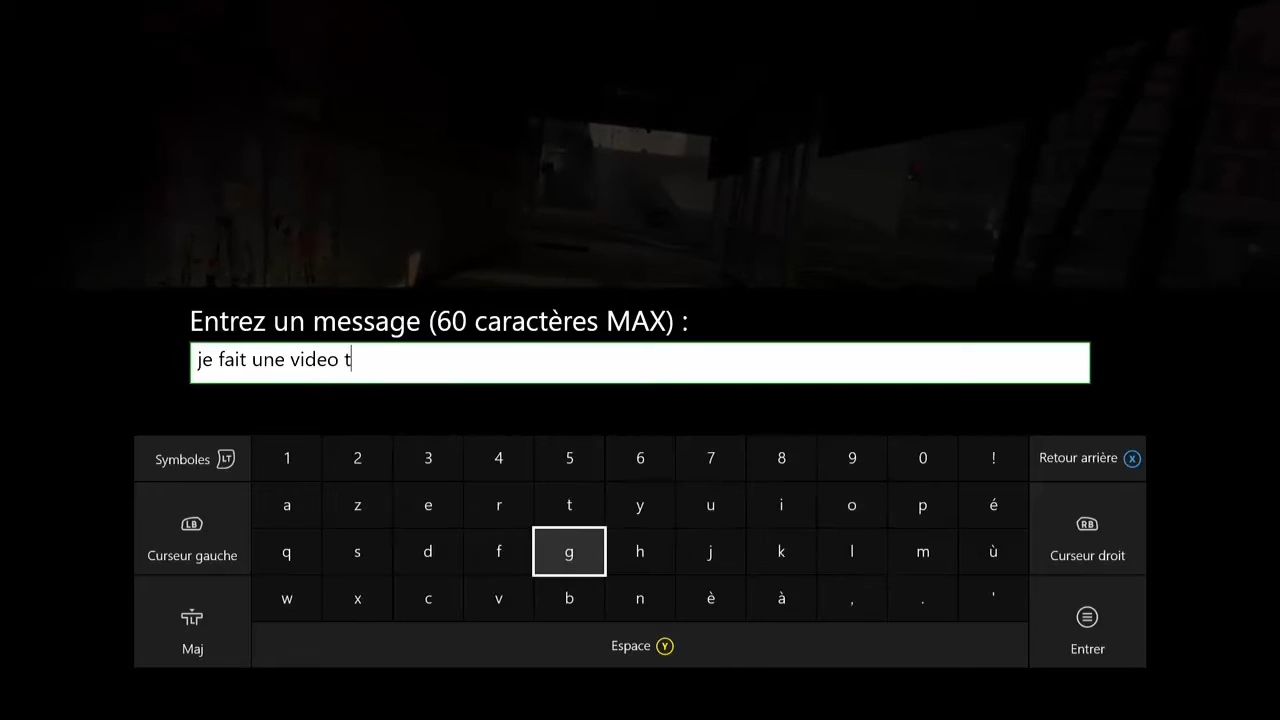 Entrez un message (60 caractères MAX) :
je fait une video t
Symboles LT 1 2 3 4 5 6 7 8 9 0 ! Retour arrière X
a z e r t y u i o p é
LB Curseur gauche q s d f g h j k l m ù RB Curseur droit
w x c v b n è à , . '
LT Maj Espace Y Entrer